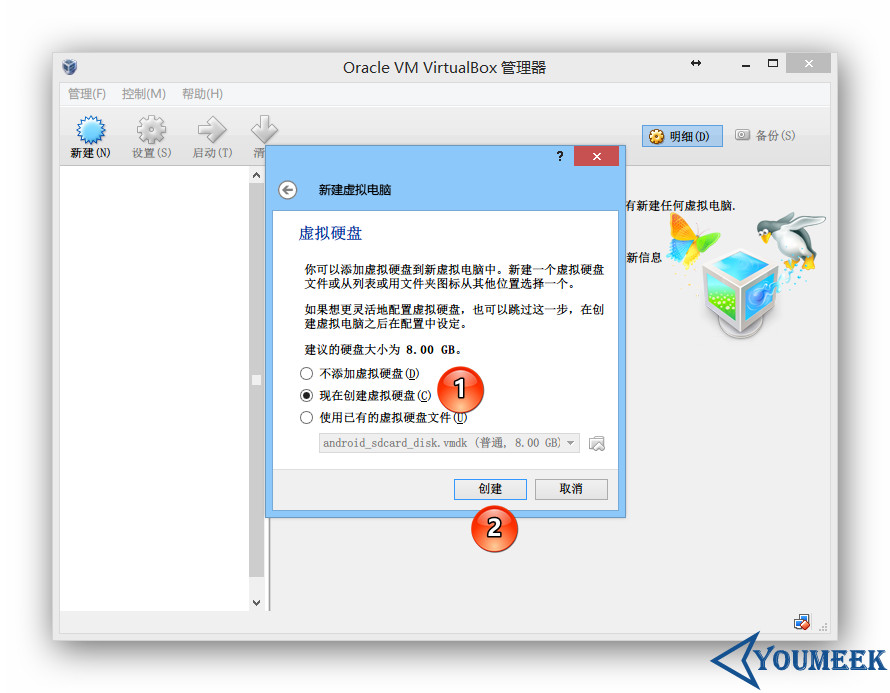 Oracle VM VirtualBox 管理器
管理(F) 控制(M) 帮助(H)
新建(N) 设置(S) 启动(T) 清
明细(D) 备份(S)
?
新建虚拟电脑
有新建任何虚拟电脑.
新信息
虚拟硬盘
你可以添加虚拟硬盘到新虚拟电脑中。新建一个虚拟硬盘
文件或从列表或用文件夹图标从其他位置选择一个。
如果想更灵活地配置虚拟硬盘，也可以跳过这一步，在创
建虚拟电脑之后在配置中设定。
建议的硬盘大小为 8.00 GB。
不添加虚拟硬盘(D)
现在创建虚拟硬盘(C)
1
使用已有的虚拟硬盘文件(U)
android_sdcard_disk.vmdk (普通, 8.00 GB)
创建 取消
2
YOUMEEK